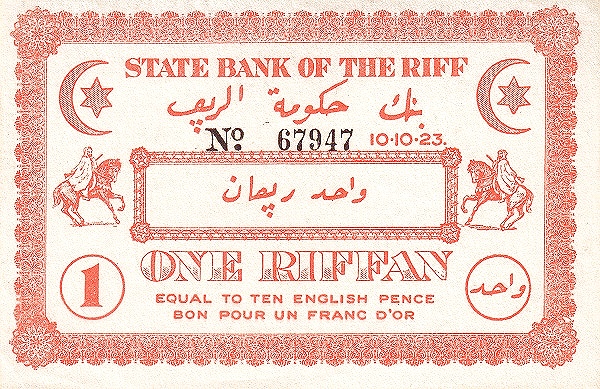 STATE BANK OF THE RIFF
بنك حكومة الريف
No. 67947 10·10·23.
واحد ريفان
ONE RIFFAN
1 واحد
EQUAL TO TEN ENGLISH PENCE
BON POUR UN FRANC D'OR